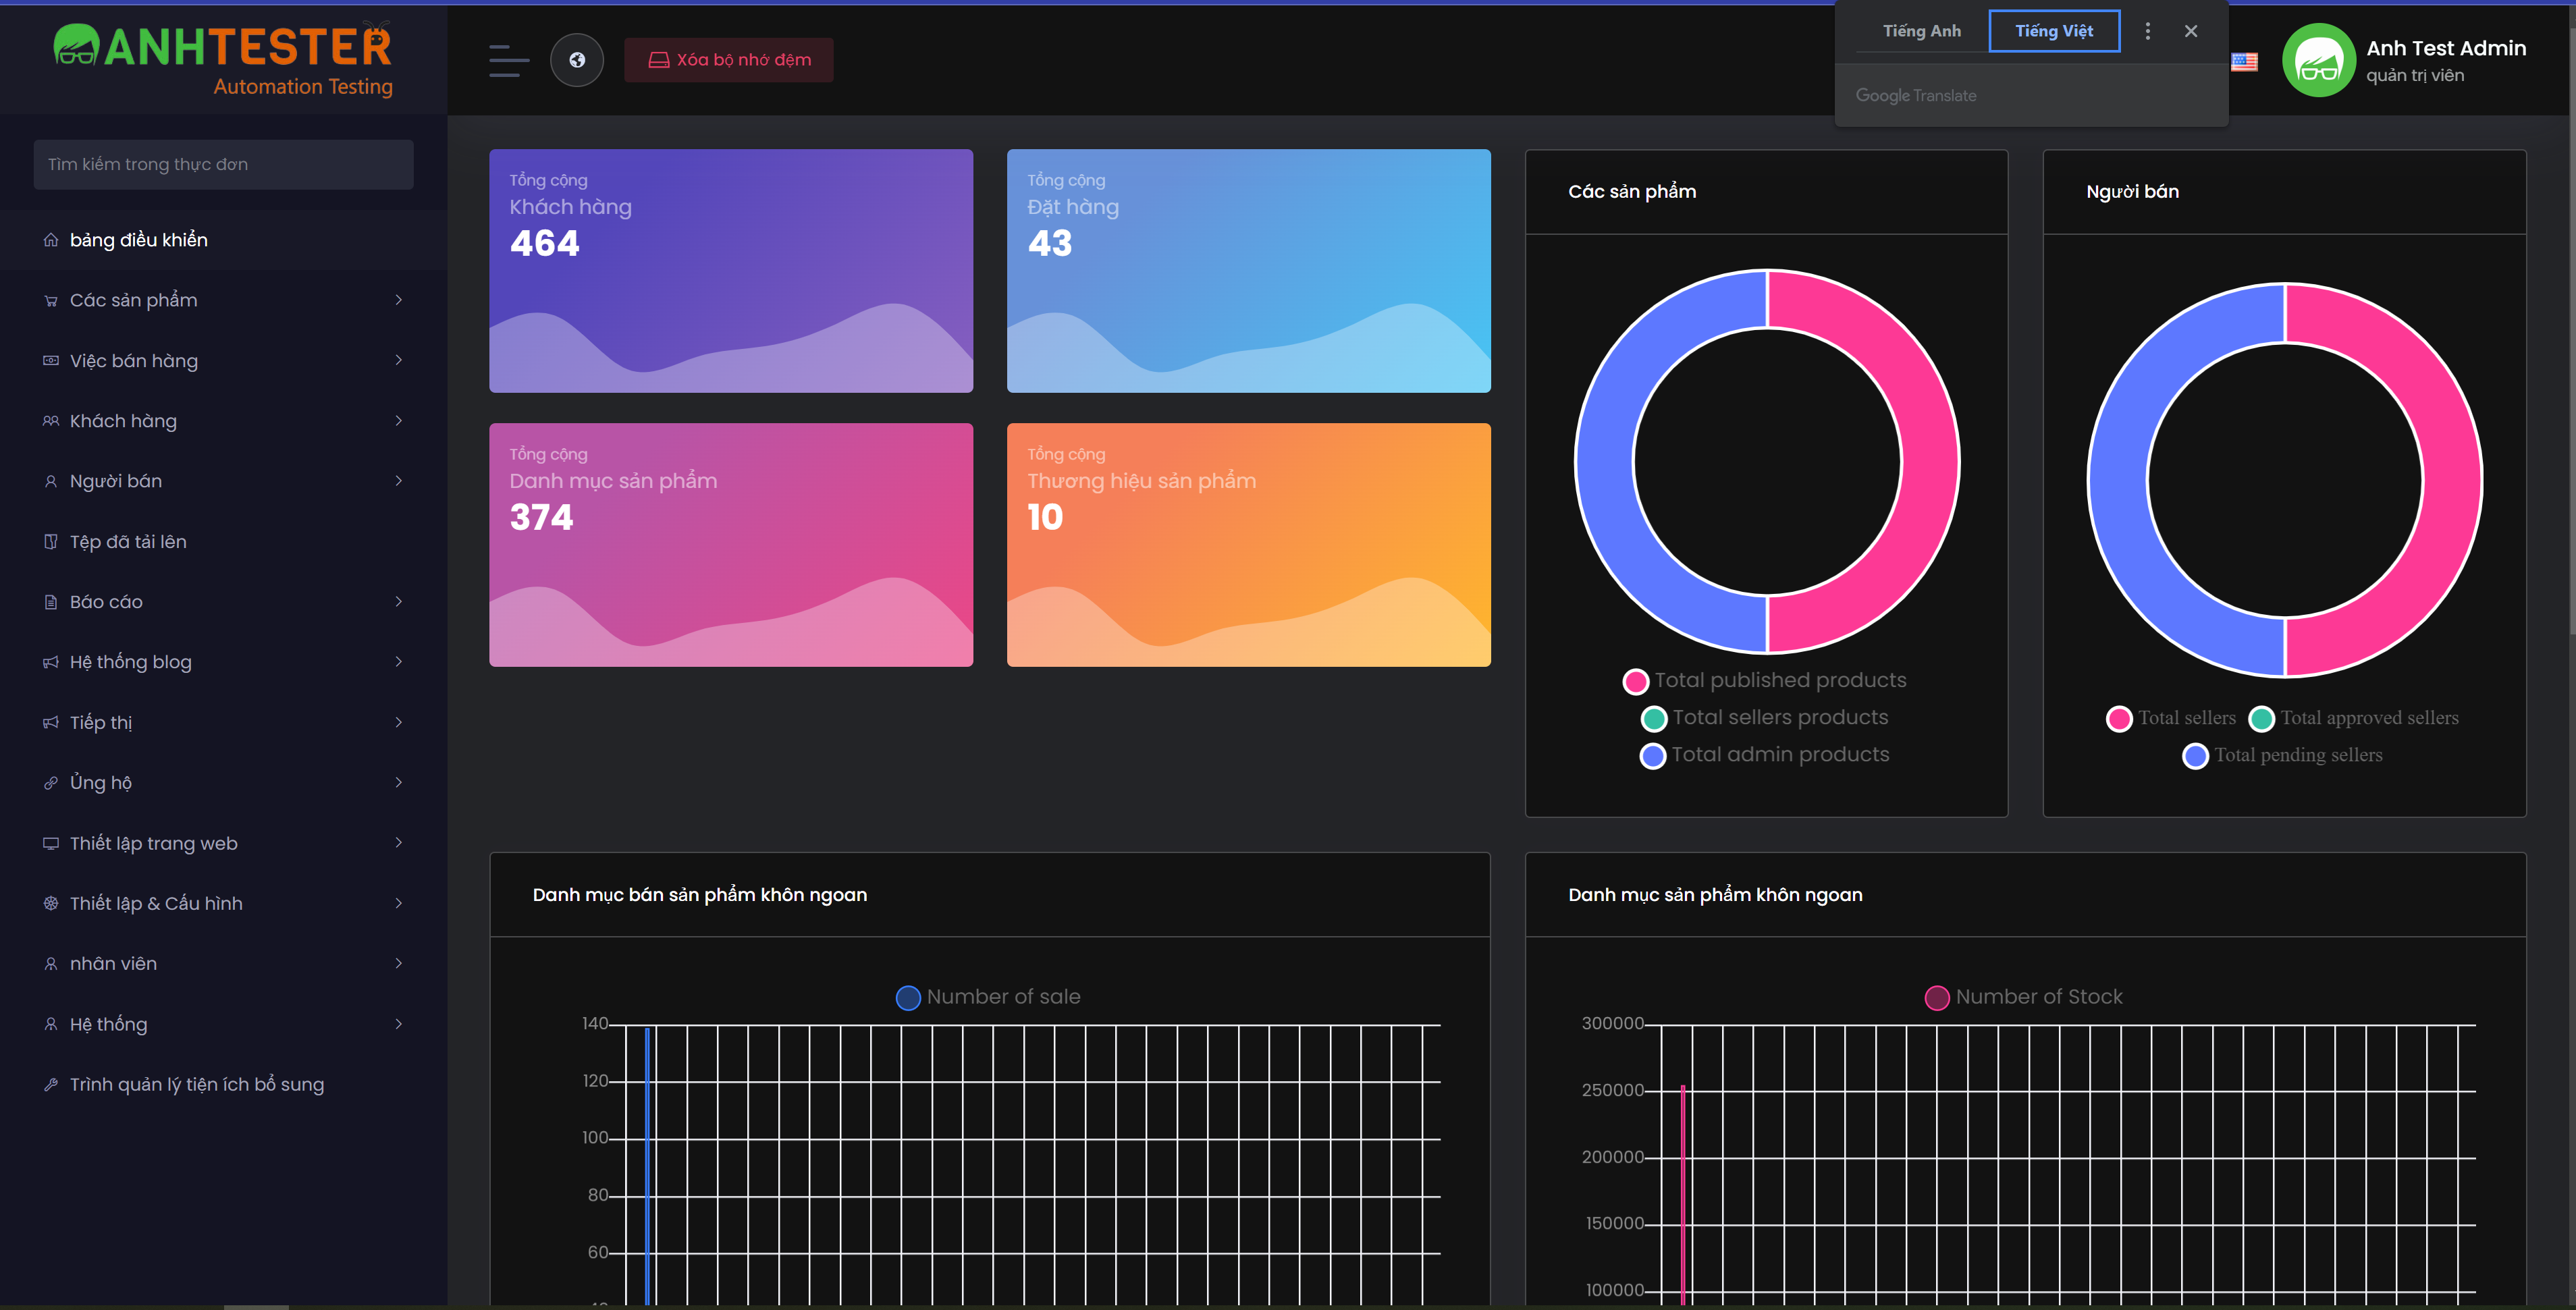 ANHTESTER
Automation Testing
Xóa bộ nhớ đệm
Tiếng Anh
Tiếng Việt
Google Translate
Anh Test Admin
quản trị viên
Tìm kiếm trong thực đơn
bảng điều khiển
Các sản phẩm
Việc bán hàng
Khách hàng
Người bán
Tệp đã tải lên
Báo cáo
Hệ thống blog
Tiếp thị
Ủng hộ
Thiết lập trang web
Thiết lập & Cấu hình
nhân viên
Hệ thống
Trình quản lý tiện ích bổ sung
Tổng cộng
Khách hàng
464
Tổng cộng
Đặt hàng
43
Tổng cộng
Danh mục sản phẩm
374
Tổng cộng
Thương hiệu sản phẩm
10
Các sản phẩm
Total published products
Total sellers products
Total admin products
Người bán
Total sellers
Total approved sellers
Total pending sellers
Danh mục bán sản phẩm khôn ngoan
Number of sale
140
120
100
80
60
Danh mục sản phẩm khôn ngoan
Number of Stock
300000
250000
200000
150000
100000